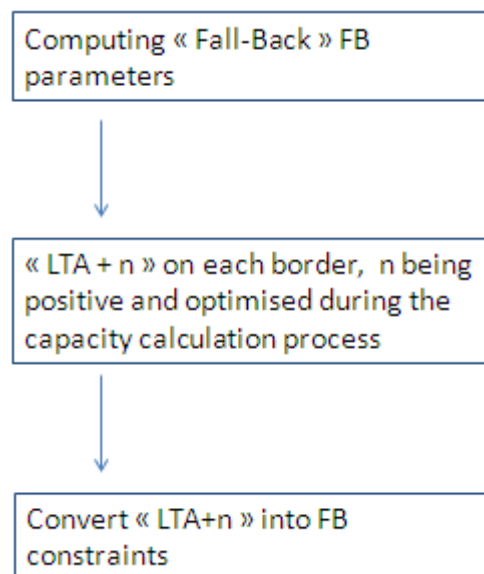 Computing « Fall-Back » FB
parameters
« LTA + n » on each border,  n being
positive and optimised during the
capacity calculation process
Convert « LTA+n » into FB
constraints